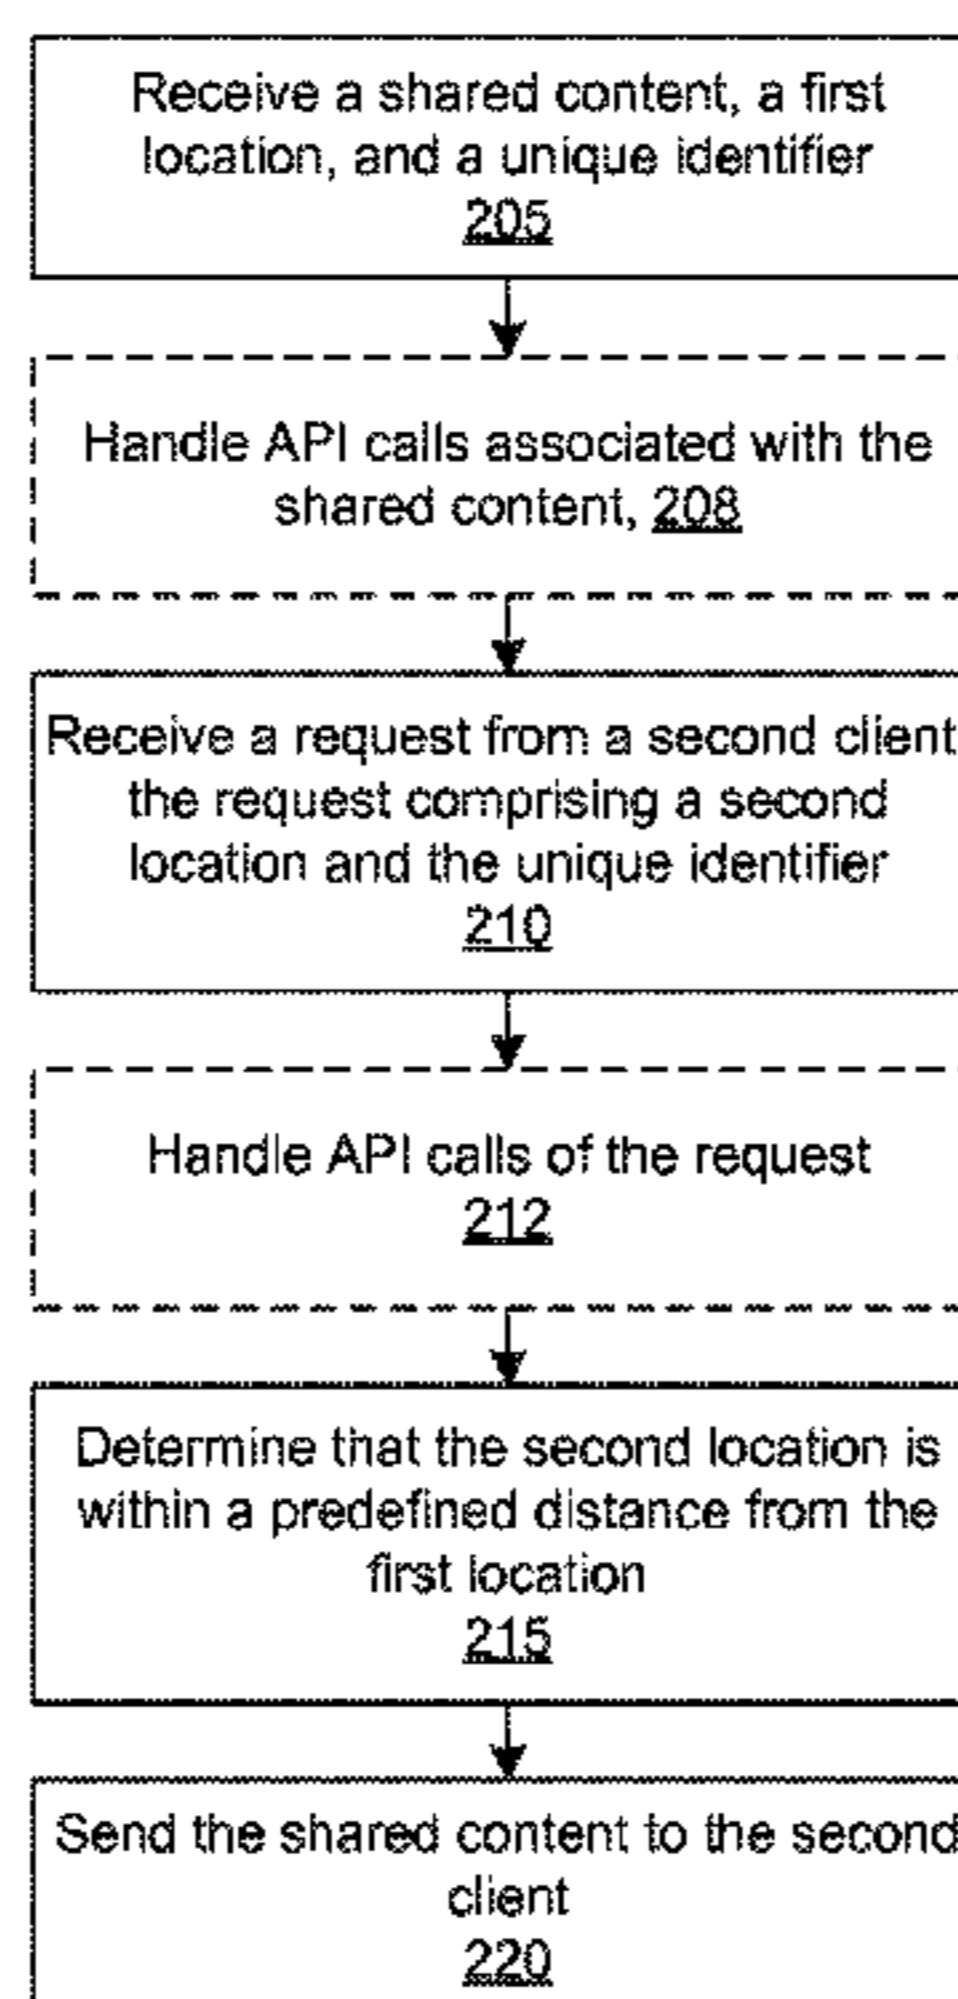 Receive a shared content, a first
location, and a unique identifier
205
Handle API calls associated with the
shared content, 208
Receive a request from a second client
the request comprising a second
location and the unique identifier
210
Handle API calls of the request
212
Determine that the second location is
within a predefined distance from the
first location
215
Send the shared content to the second
client
220